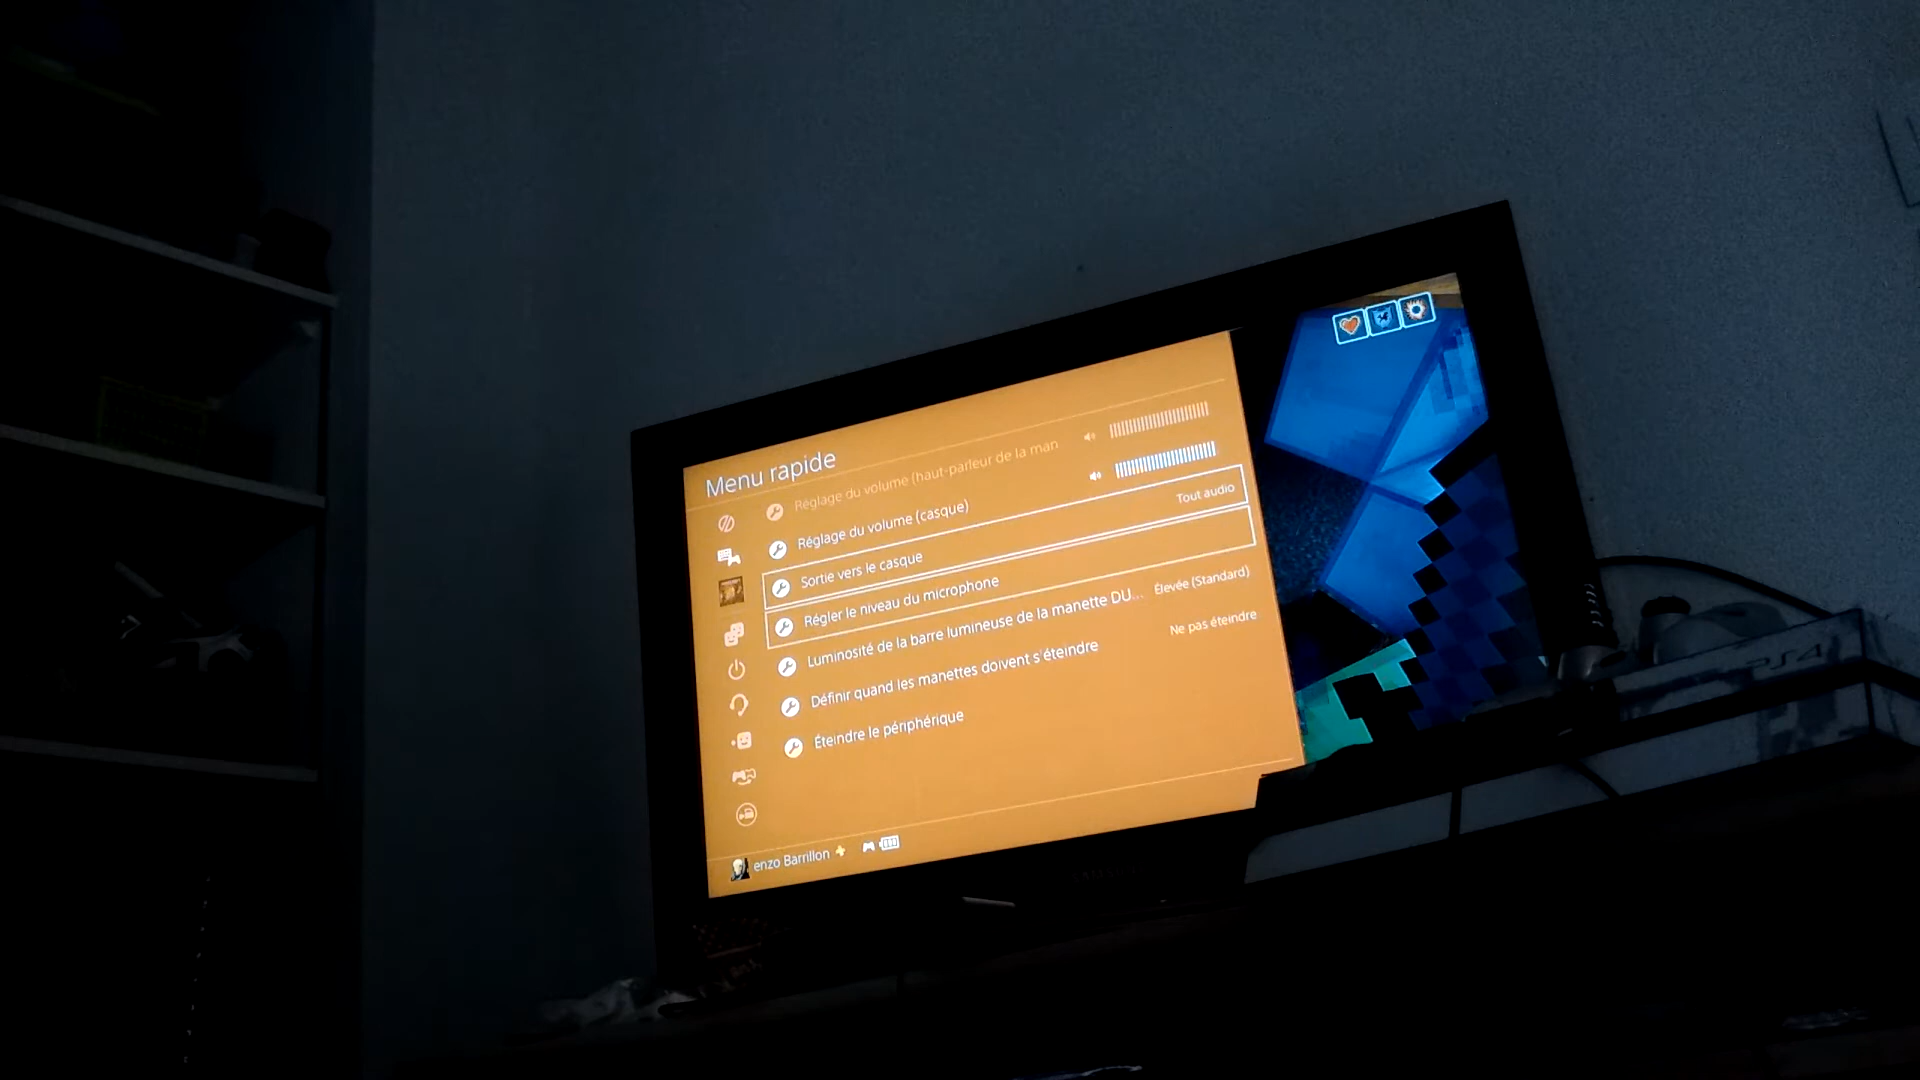 Menu rapide
Réglage du volume (haut-parleur de la man
Réglage du volume (casque)
Sortie vers le casque Tout audio
Régler le niveau du microphone
Luminosité de la barre lumineuse de la manette DU... Élevée (Standard)
Définir quand les manettes doivent s'éteindre Ne pas éteindre
Éteindre le périphérique
enzo Barrillon
PS4